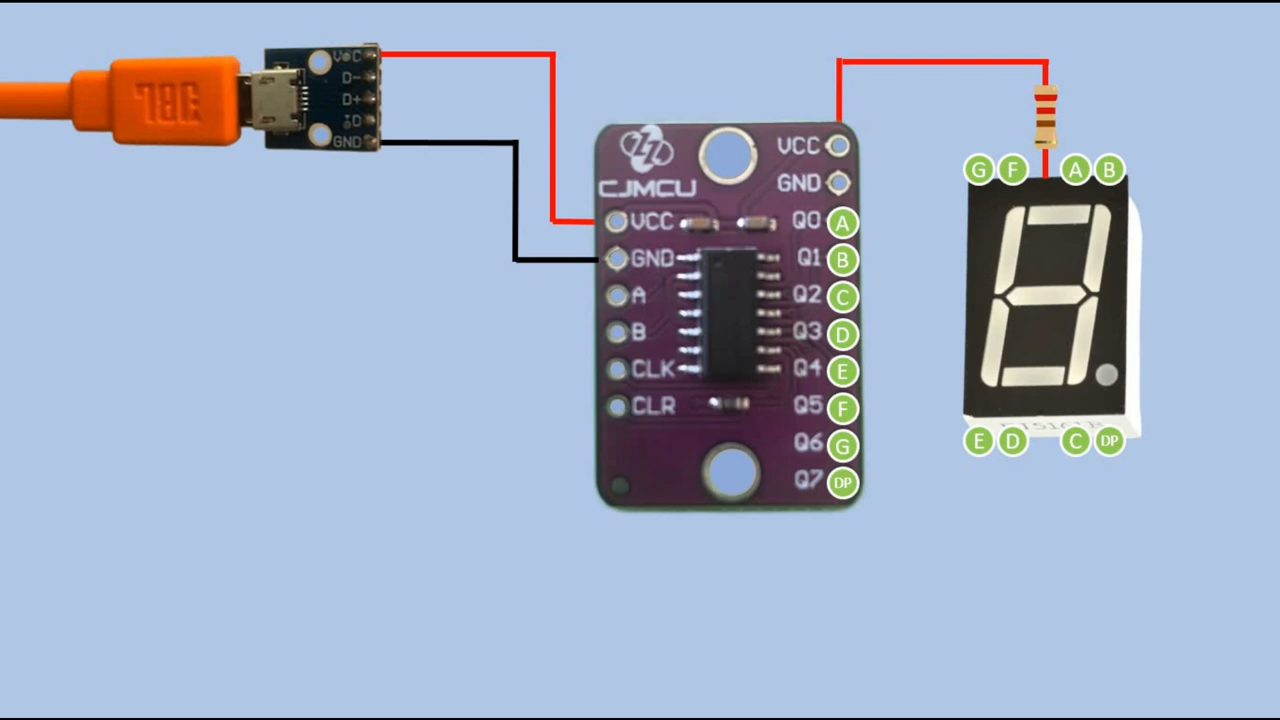 JBL
VCC
D-
D+
ID
GND
CJMCU
VCC
GND
A
B
CLK
CLR
VCC
GND
Q0 A
Q1 B
Q2 C
Q3 D
Q4 E
Q5 F
Q6 G
Q7 DP
G F A B
E D C DP